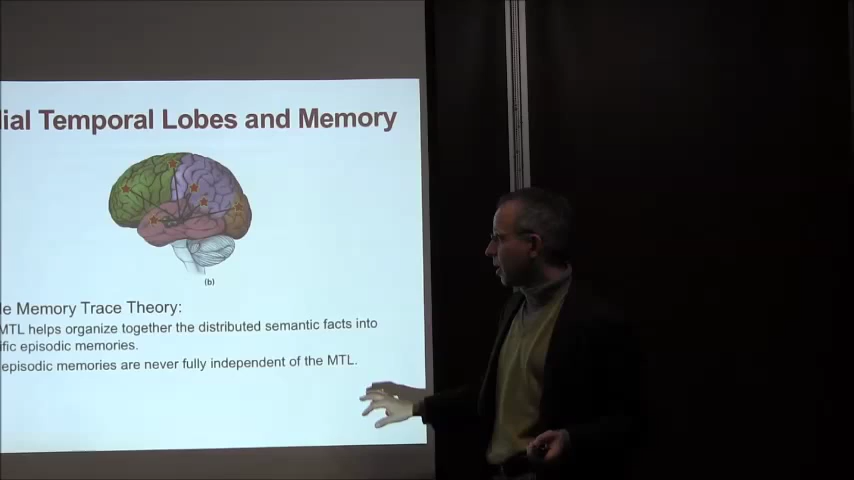 ial Temporal Lobes and Memory
(b)
le Memory Trace Theory:
MTL helps organize together the distributed semantic facts into
ific episodic memories.
episodic memories are never fully independent of the MTL.